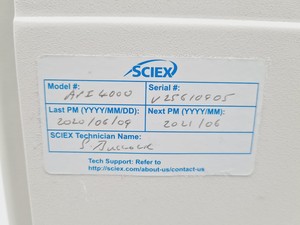 SCIEX
Model #: Serial #:
API 4000 V25610905
Last PM (YYYY/MM/DD): Next PM (YYYY/MM):
2020/06/09 2021/06
SCIEX Technician Name:
Tech Support: Refer to
http://sciex.com/about-us/contact-us